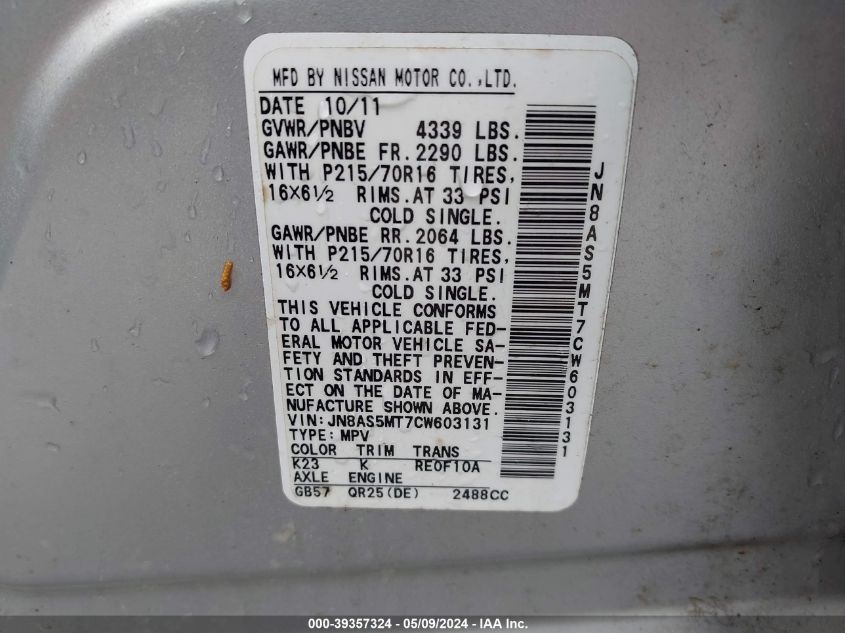 MFD BY NISSAN MOTOR CO.,LTD.
DATE 10/11
GVWR/PNBV 4339 LBS.
GAWR/PNBE FR. 2290 LBS.
WITH P215/70R16 TIRES,
16×6½ RIMS. AT 33 PSI
COLD SINGLE.
GAWR/PNBE RR. 2064 LBS.
WITH P215/70R16 TIRES,
16×6½ RIMS. AT 33 PSI
COLD SINGLE.
THIS VEHICLE CONFORMS
TO ALL APPLICABLE FED-
ERAL MOTOR VEHICLE SA-
FETY AND THEFT PREVEN-
TION STANDARDS IN EFF-
ECT ON THE DATE OF MA-
NUFACTURE SHOWN ABOVE.
VIN: JN8AS5MT7CW603131
TYPE: MPV
COLOR TRIM TRANS
K23 K RE0F10A
AXLE ENGINE
GB57 QR25(DE) 2488CC
JN8AS5MT7CW603131
000-39357324 - 05/09/2024 - IAA Inc.